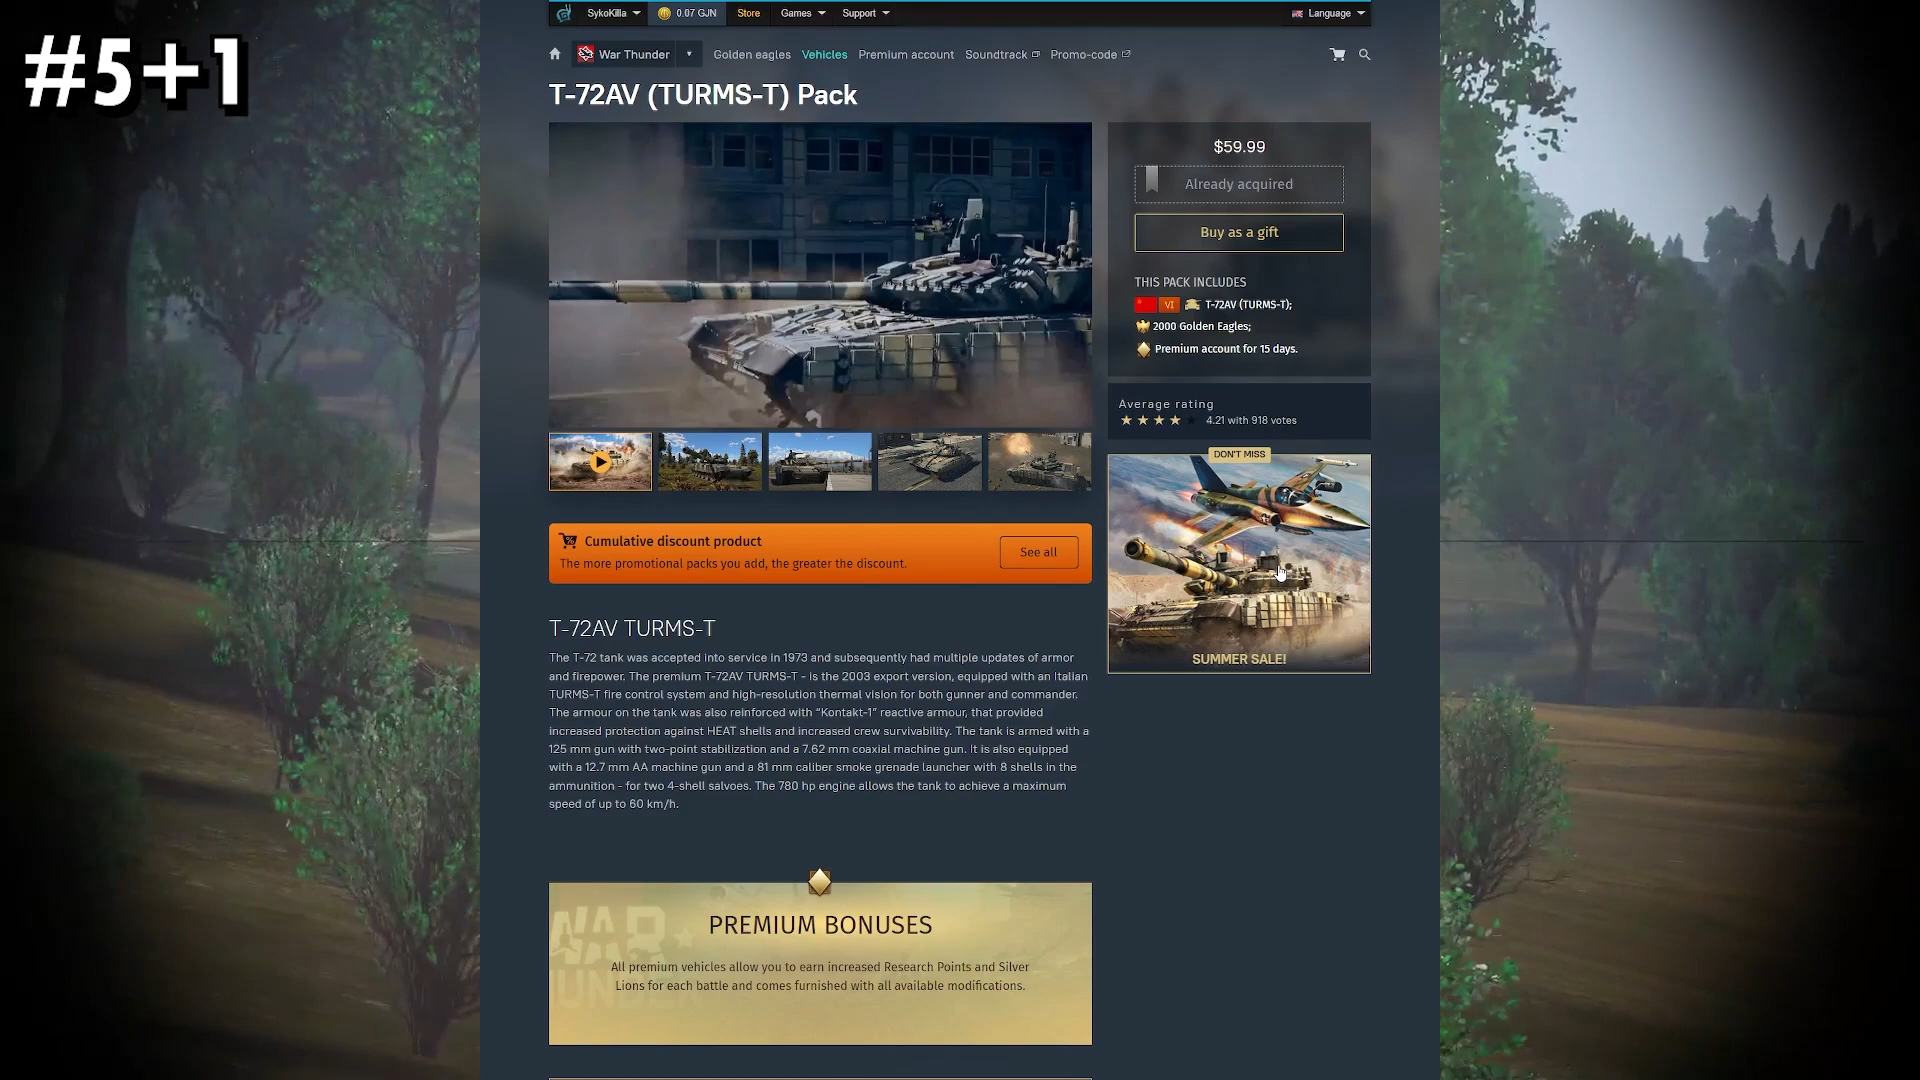 #5+1
SykoKilla
0.07 GJN
Store
Games
Support
Language
War Thunder
Golden eagles
Vehicles
Premium account
Soundtrack
Promo-code
T-72AV (TURMS-T) Pack
$59.99
Already acquired
Buy as a gift
THIS PACK INCLUDES
VI T-72AV (TURMS-T);
2000 Golden Eagles;
Premium account for 15 days.
Average rating
4.21 with 918 votes
DON'T MISS
SUMMER SALE!
Cumulative discount product
The more promotional packs you add, the greater the discount.
See all
T-72AV TURMS-T
The T-72 tank was accepted into service in 1973 and subsequently had multiple updates of armor
and firepower. The premium T-72AV TURMS-T - is the 2003 export version, equipped with an Italian
TURMS-T fire control system and high-resolution thermal vision for both gunner and commander.
The armour on the tank was also reinforced with “Kontakt-1” reactive armour, that provided
increased protection against HEAT shells and increased crew survivability. The tank is armed with a
125 mm gun with two-point stabilization and a 7.62 mm coaxial machine gun. It is also equipped
with a 12.7 mm AA machine gun and a 81 mm caliber smoke grenade launcher with 8 shells in the
ammunition - for two 4-shell salvoes. The 780 hp engine allows the tank to achieve a maximum
speed of up to 60 km/h.
WAR
THUNDER
PREMIUM BONUSES
All premium vehicles allow you to earn increased Research Points and Silver
Lions for each battle and comes furnished with all available modifications.